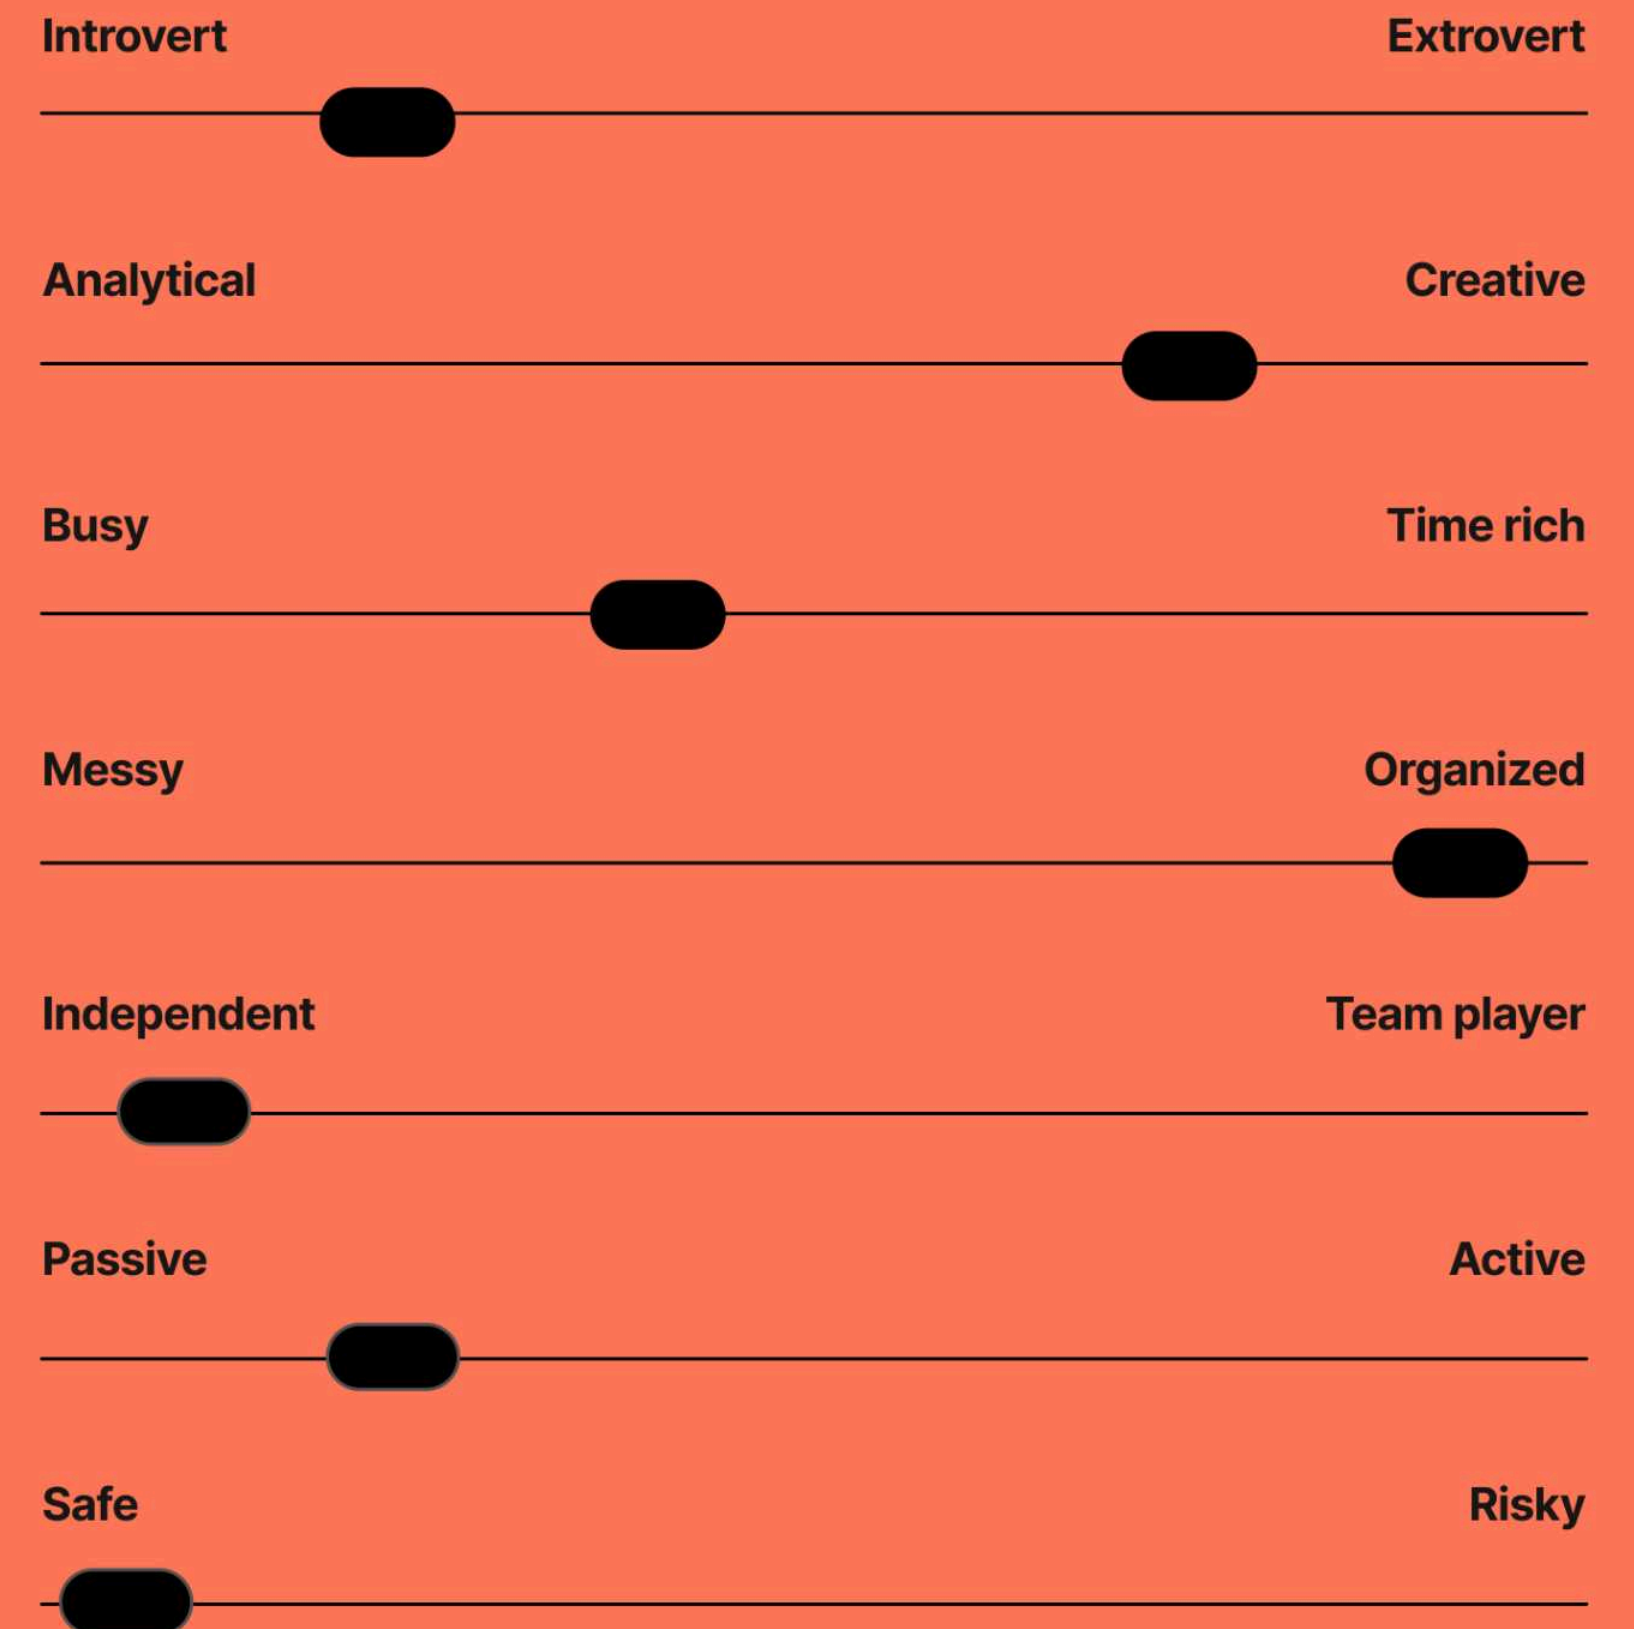 Introvert Extrovert
Analytical Creative
Busy Time rich
Messy Organized
Independent Team player
Passive Active
Safe Risky